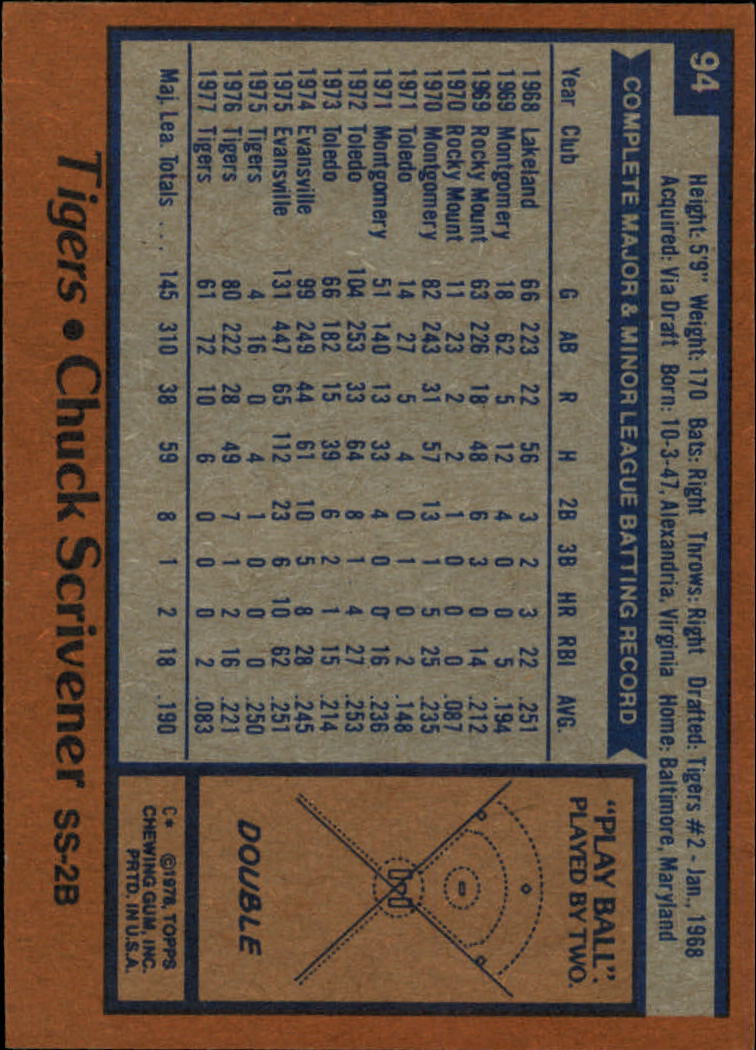 94
Height: 5'9" Weight: 170 Bats: Right Throws: Right Drafted: Tigers #2 - Jan., 1968
Acquired: Via Draft Born: 10-3-47, Alexandria, Virginia Home: Baltimore, Maryland
COMPLETE MAJOR & MINOR LEAGUE BATTING RECORD
Year Club G AB R H 2B 3B HR RBI AVG.
1968 Lakeland 66 223 22 56 3 2 3 22 .251
1969 Montgomery 18 62 5 12 4 0 0 5 .194
1969 Rocky Mount 63 226 18 48 6 3 0 14 .212
1970 Rocky Mount 11 23 2 2 1 0 0 0 .087
1970 Montgomery 82 243 31 57 13 1 5 25 .235
1971 Toledo 14 27 5 4 0 1 0 2 .148
1971 Montgomery 51 140 13 33 4 0 0 16 .236
1972 Toledo 104 253 33 64 8 1 4 27 .253
1973 Toledo 66 182 15 39 6 2 1 15 .214
1974 Evansville 99 249 44 61 10 5 8 28 .245
1975 Evansville 131 447 65 112 23 6 10 62 .251
1975 Tigers 4 16 0 4 1 0 0 0 .250
1976 Tigers 80 222 28 49 7 1 2 16 .221
1977 Tigers 61 72 10 6 0 0 0 2 .083
Maj. Lea. Totals .... 145 310 38 59 8 1 2 18 .190
"PLAY BALL".
PLAYED BY TWO.
DOUBLE
C* ©1978, TOPPS
CHEWING GUM, INC.
PRTD. IN U.S.A.
Tigers • Chuck Scrivener SS-2B